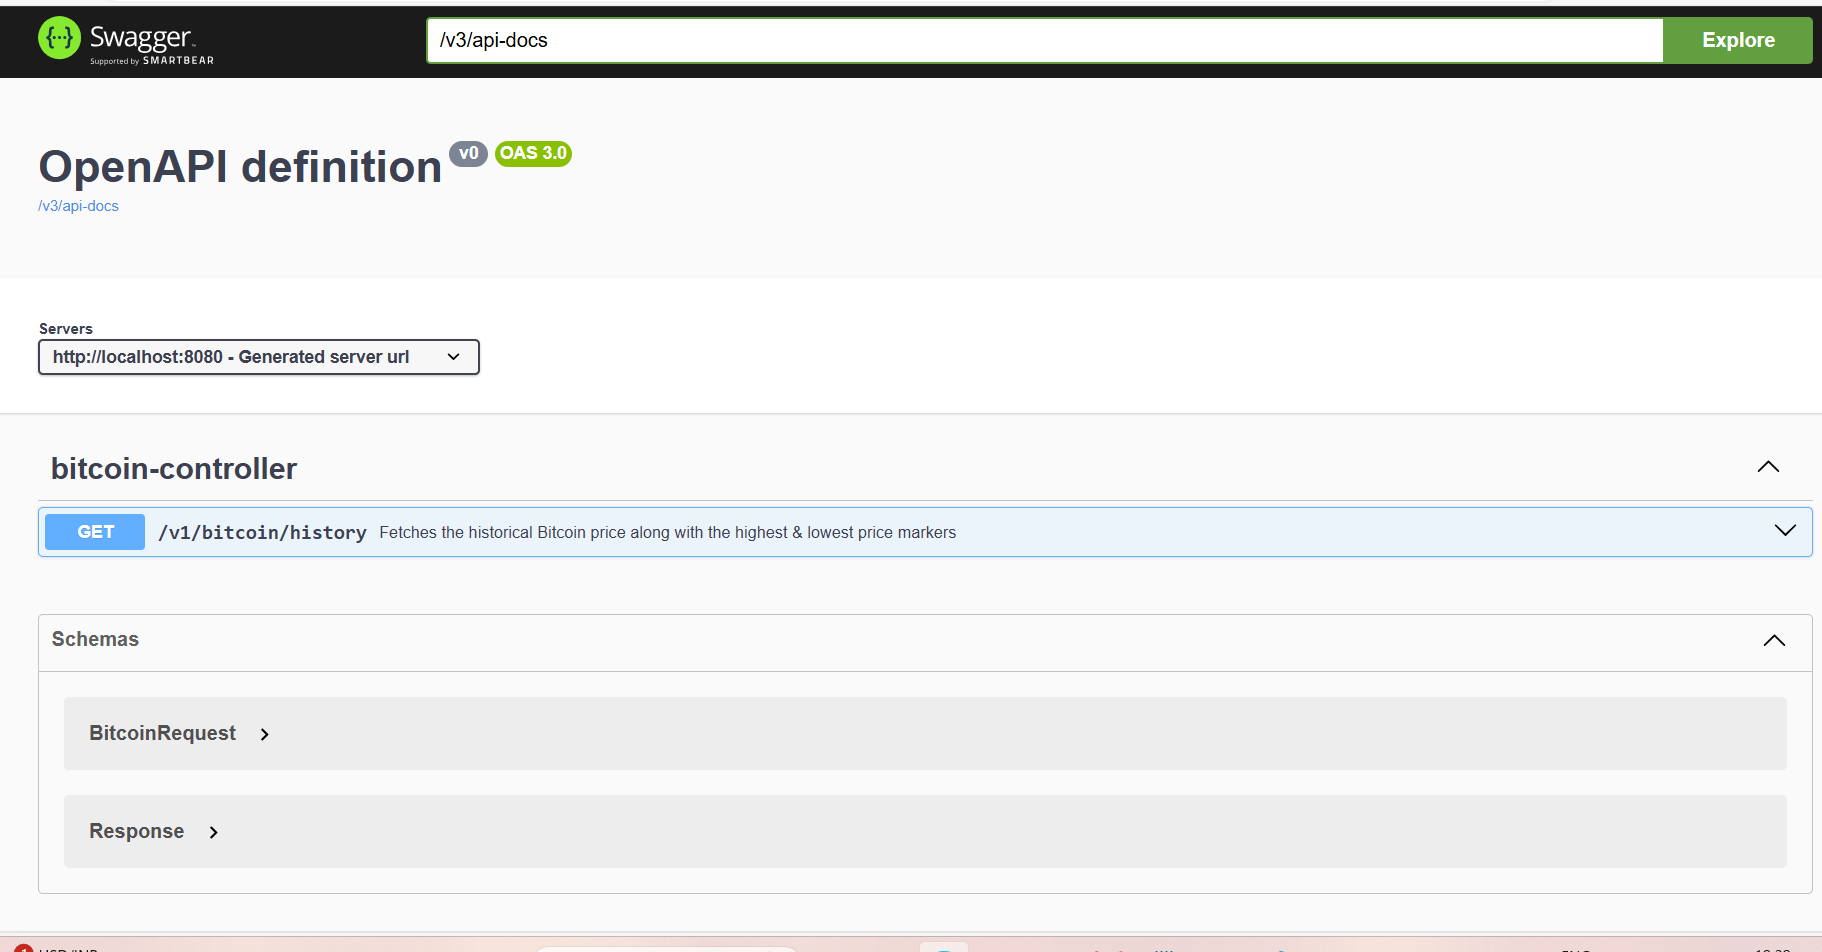 Swagger
Supported by SMARTBEAR
/v3/api-docs
Explore
OpenAPI definition v0 OAS 3.0
/v3/api-docs
Servers
http://localhost:8080 - Generated server url
bitcoin-controller
GET /v1/bitcoin/history Fetches the historical Bitcoin price along with the highest & lowest price markers
Schemas
BitcoinRequest
Response